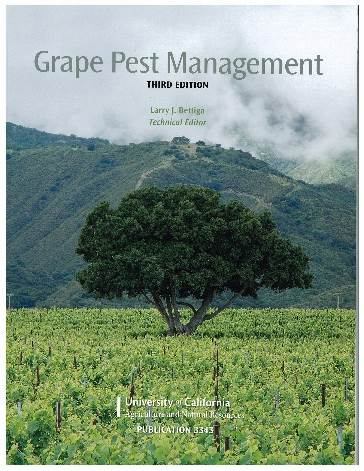 Grape Pest Management
THIRD EDITION
Larry J. Bettiga
Technical Editor
University of California
Agriculture and Natural Resources
PUBLICATION 3343